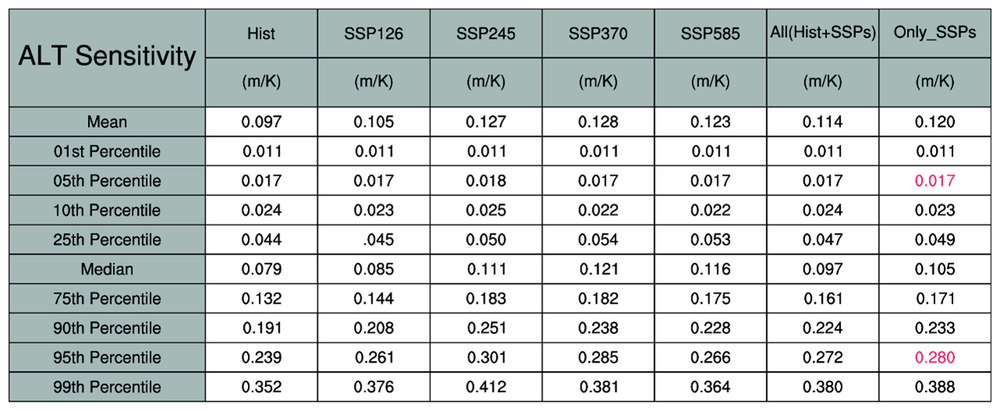 ALT Sensitivity Hist SSP126 SSP245 SSP370 SSP585 All(Hist+SSPs) Only_SSPs
(m/K) (m/K) (m/K) (m/K) (m/K) (m/K) (m/K)
Mean 0.097 0.105 0.127 0.128 0.123 0.114 0.120
01st Percentile 0.011 0.011 0.011 0.011 0.011 0.011 0.011
05th Percentile 0.017 0.017 0.018 0.017 0.017 0.017 0.017
10th Percentile 0.024 0.023 0.025 0.022 0.022 0.024 0.023
25th Percentile 0.044 .045 0.050 0.054 0.053 0.047 0.049
Median 0.079 0.085 0.111 0.121 0.116 0.097 0.105
75th Percentile 0.132 0.144 0.183 0.182 0.175 0.161 0.171
90th Percentile 0.191 0.208 0.251 0.238 0.228 0.224 0.233
95th Percentile 0.239 0.261 0.301 0.285 0.266 0.272 0.280
99th Percentile 0.352 0.376 0.412 0.381 0.364 0.380 0.388